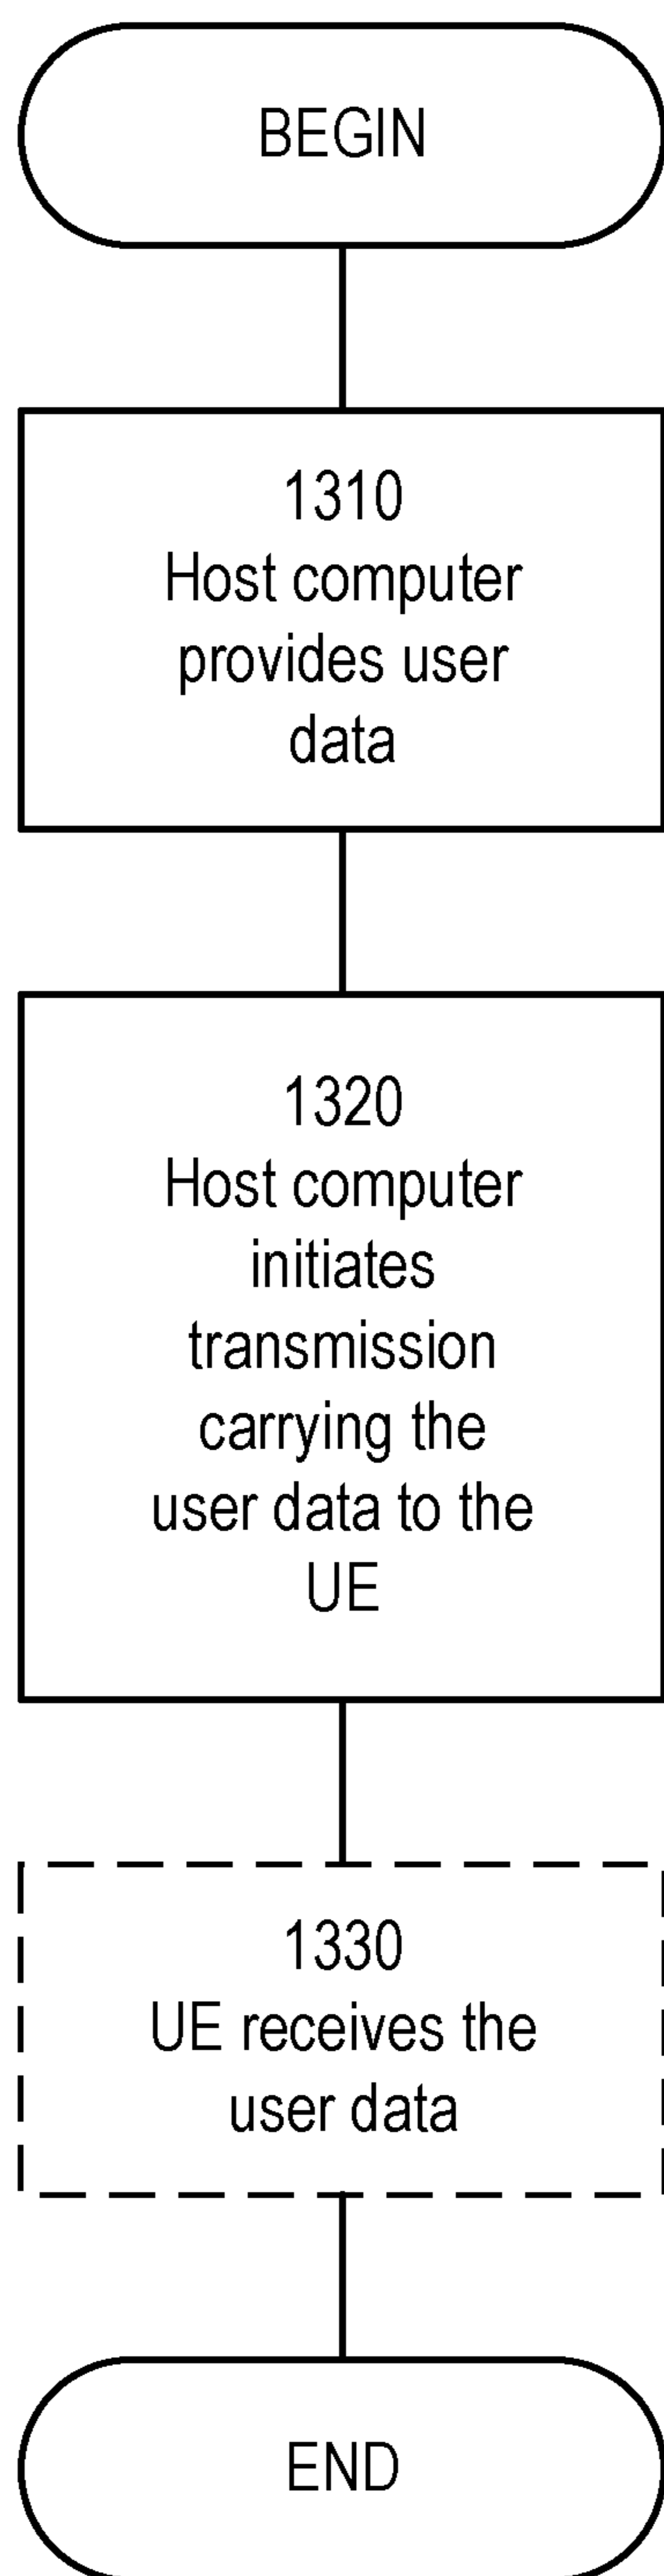 BEGIN
1310
Host computer
provides user
data
1320
Host computer
initiates
transmission
carrying the
user data to the
UE
1330
UE receives the
user data
END